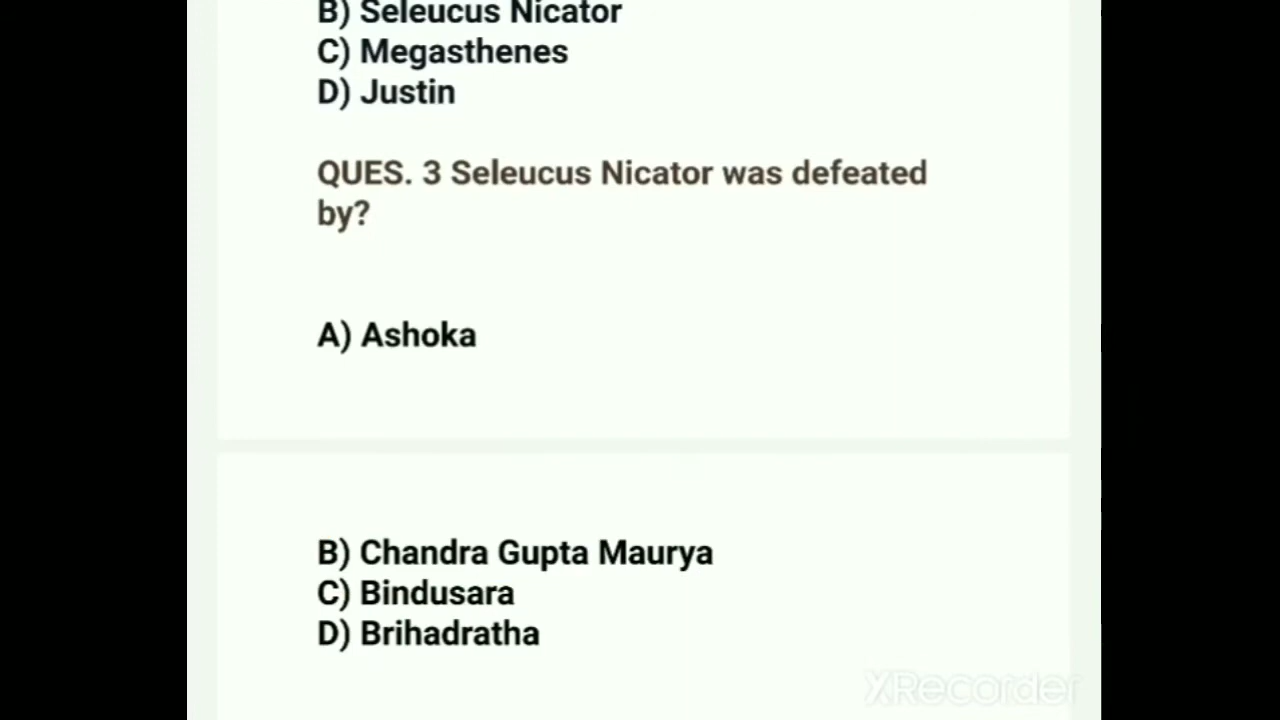 B) Seleucus Nicator
C) Megasthenes
D) Justin
QUES. 3 Seleucus Nicator was defeated
by?
A) Ashoka
B) Chandra Gupta Maurya
C) Bindusara
D) Brihadratha
XRecorder